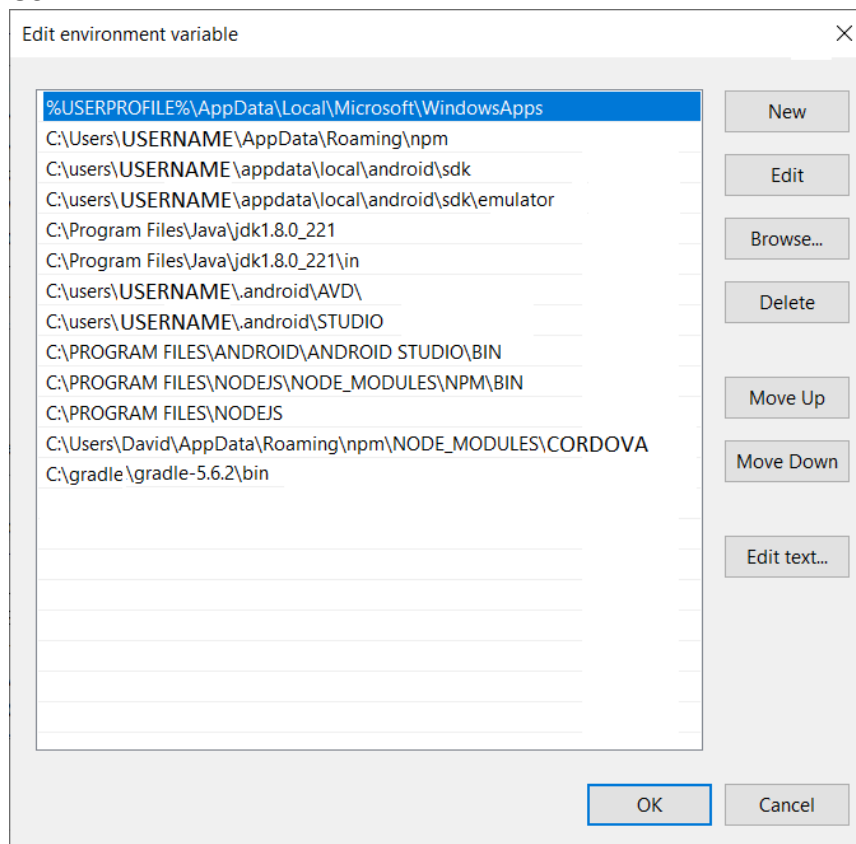 Edit environment variable
%USERPROFILE%\AppData\Local\Microsoft\WindowsApps
New
C:\Users\USERNAME\AppData\Roaming\npm
C:\users\USERNAME\appdata\local\android\sdk
Edit
C:\users\USERNAME\appdata\local\android\sdk\emulator
C:\Program Files\Java\jdk1.8.0_221
Browse...
C:\Program Files\Java\jdk1.8.0_221\in
C:\users\USERNAME\.android\AVD\
Delete
C:\users\USERNAME\.android\STUDIO
C:\PROGRAM FILES\ANDROID\ANDROID STUDIO\BIN
C:\PROGRAM FILES\NODEJS\NODE_MODULES\NPM\BIN
Move Up
C:\PROGRAM FILES\NODEJS
C:\Users\David\AppData\Roaming\npm\NODE_MODULES\CORDOVA
Move Down
C:\gradle\gradle-5.6.2\bin
Edit text...
OK
Cancel